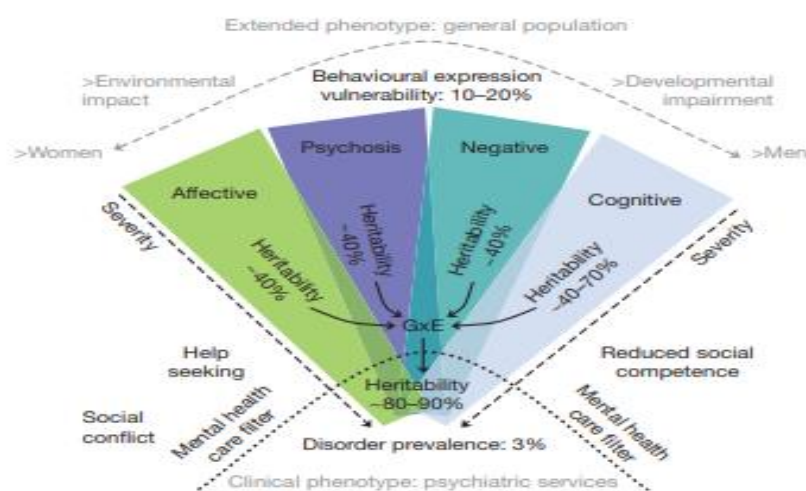 Extended phenotype: general population
>Environmental
impact
Behavioural expression
vulnerability: 10–20%
>Developmental
impairment
>Women
>Men
Affective
Psychosis
Negative
Cognitive
Severity
Severity
Heritability
~40%
Heritability
~40%
Heritability
~40%
Heritability
~40–70%
GxE
Help
seeking
Reduced social
competence
Heritability
~80–90%
Social
conflict
Mental health
care filter
Mental health
care filter
Disorder prevalence: 3%
Clinical phenotype: psychiatric services